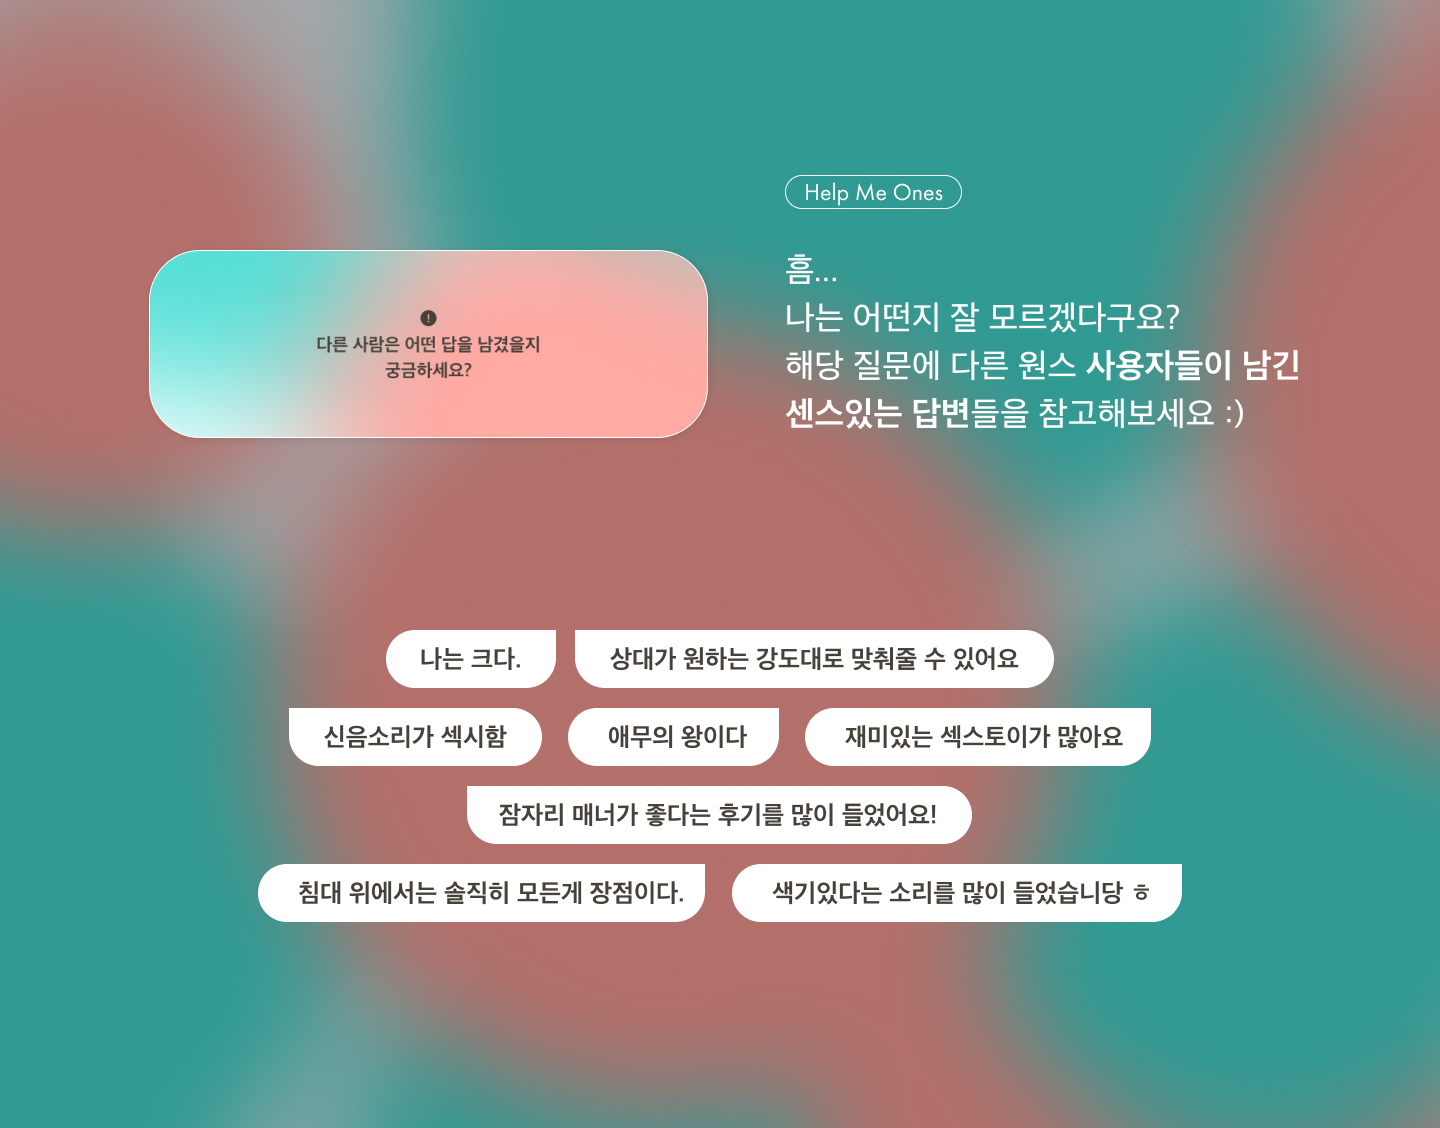 Help Me Ones
흠...
나는 어떤지 잘 모르겠다구요?
해당 질문에 다른 원스 사용자들이 남긴
센스있는 답변들을 참고해보세요 :)
!
다른 사람은 어떤 답을 남겼을지
궁금하세요?
나는 크다.
상대가 원하는 강도대로 맞춰줄 수 있어요
신음소리가 섹시함
애무의 왕이다
재미있는 섹스토이가 많아요
잠자리 매너가 좋다는 후기를 많이 들었어요!
침대 위에서는 솔직히 모든게 장점이다.
색기있다는 소리를 많이 들었습니당 ㅎ